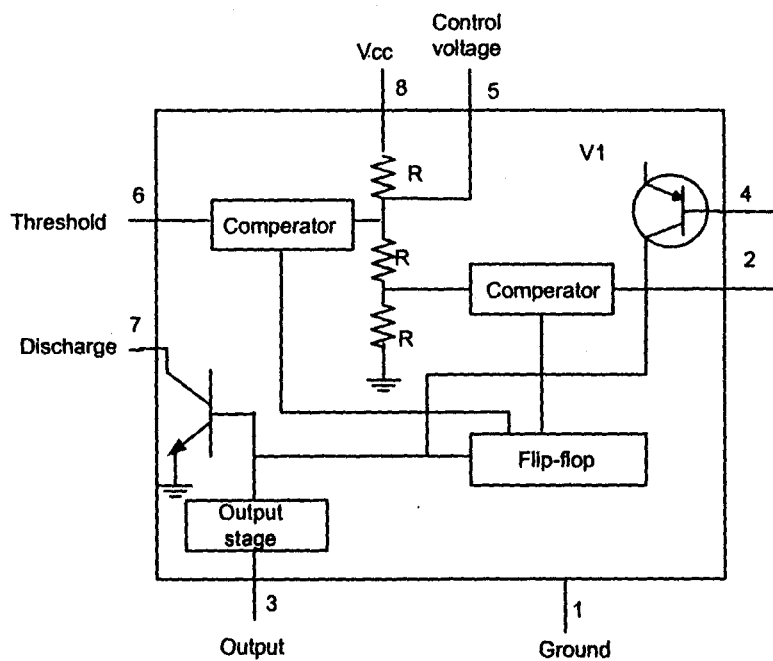 Control
voltage
V.cc
8
5
V1
R
6
4
Threshold
Comperator
R
2
Comperator
7
R
Discharge
Flip-flop
Output
stage
3
1
Output
Ground